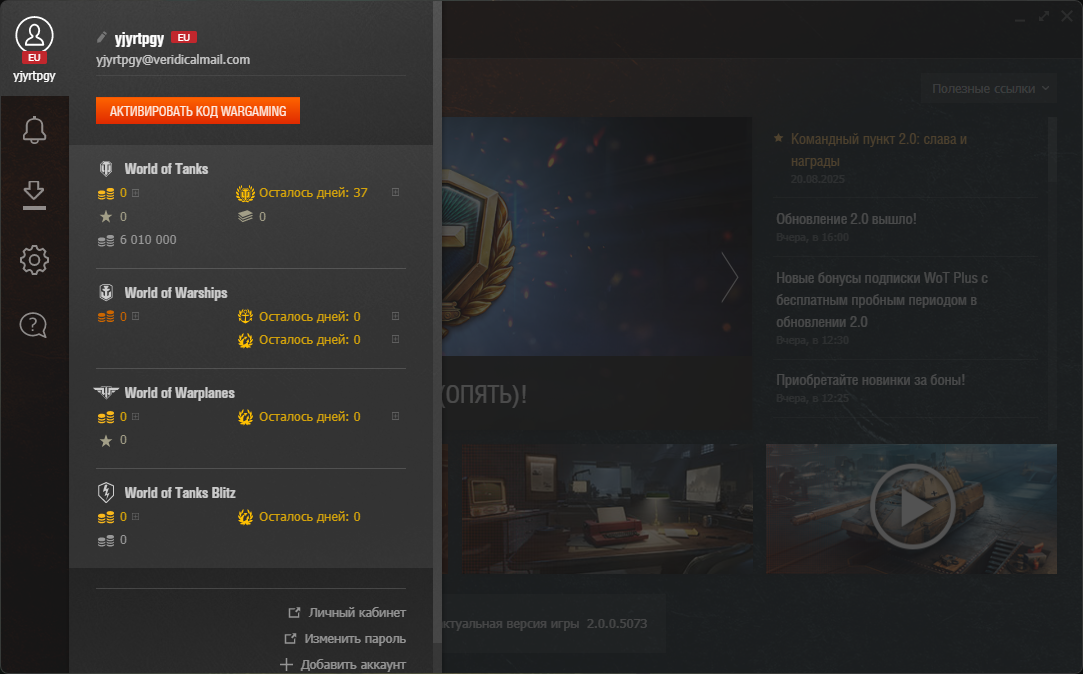 EU
yjyrtpgy
yjyrtpgy EU
yjyrtpgy@veridicalmail.com
АКТИВИРОВАТЬ КОД WARGAMING
World of Tanks
0
Осталось дней: 37
0
0
6 010 000
World of Warships
0
Осталось дней: 0
Осталось дней: 0
World of Warplanes
0
Осталось дней: 0
0
World of Tanks Blitz
0
Осталось дней: 0
0
Личный кабинет
Изменить пароль
Добавить аккаунт
Полезные ссылки
Командный пункт 2.0: слава и
награды
20.08.2025
Обновление 2.0 вышло!
Вчера, в 16:00
Новые бонусы подписки WoT Plus с
бесплатным пробным периодом в
обновлении 2.0
Вчера, в 12:30
Приобретайте новинки за боны!
Вчера, в 12:25
(ОПЯТЬ)!
ктуальная версия игры 2.0.0.5073